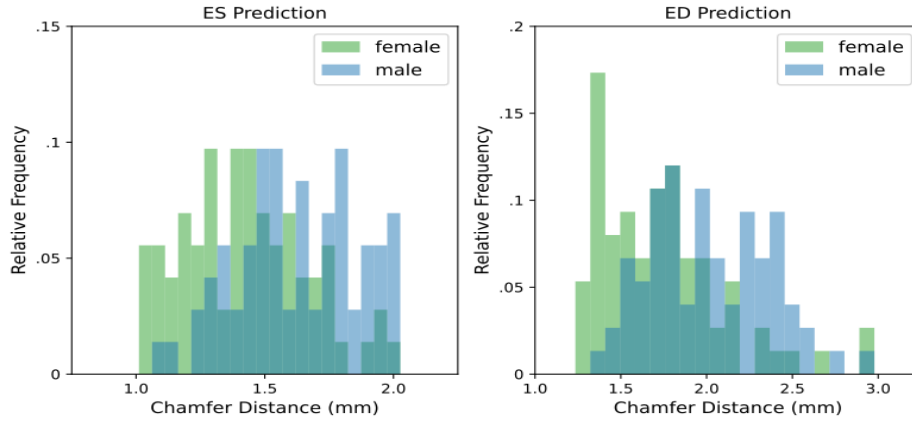 ES Prediction
.15
.1
.05
0
Relative Frequency
female
male
1.0
1.5
2.0
Chamfer Distance (mm)
ED Prediction
.2
.15
.1
.05
0
Relative Frequency
female
male
1.0
1.5
2.0
2.5
3.0
Chamfer Distance (mm)